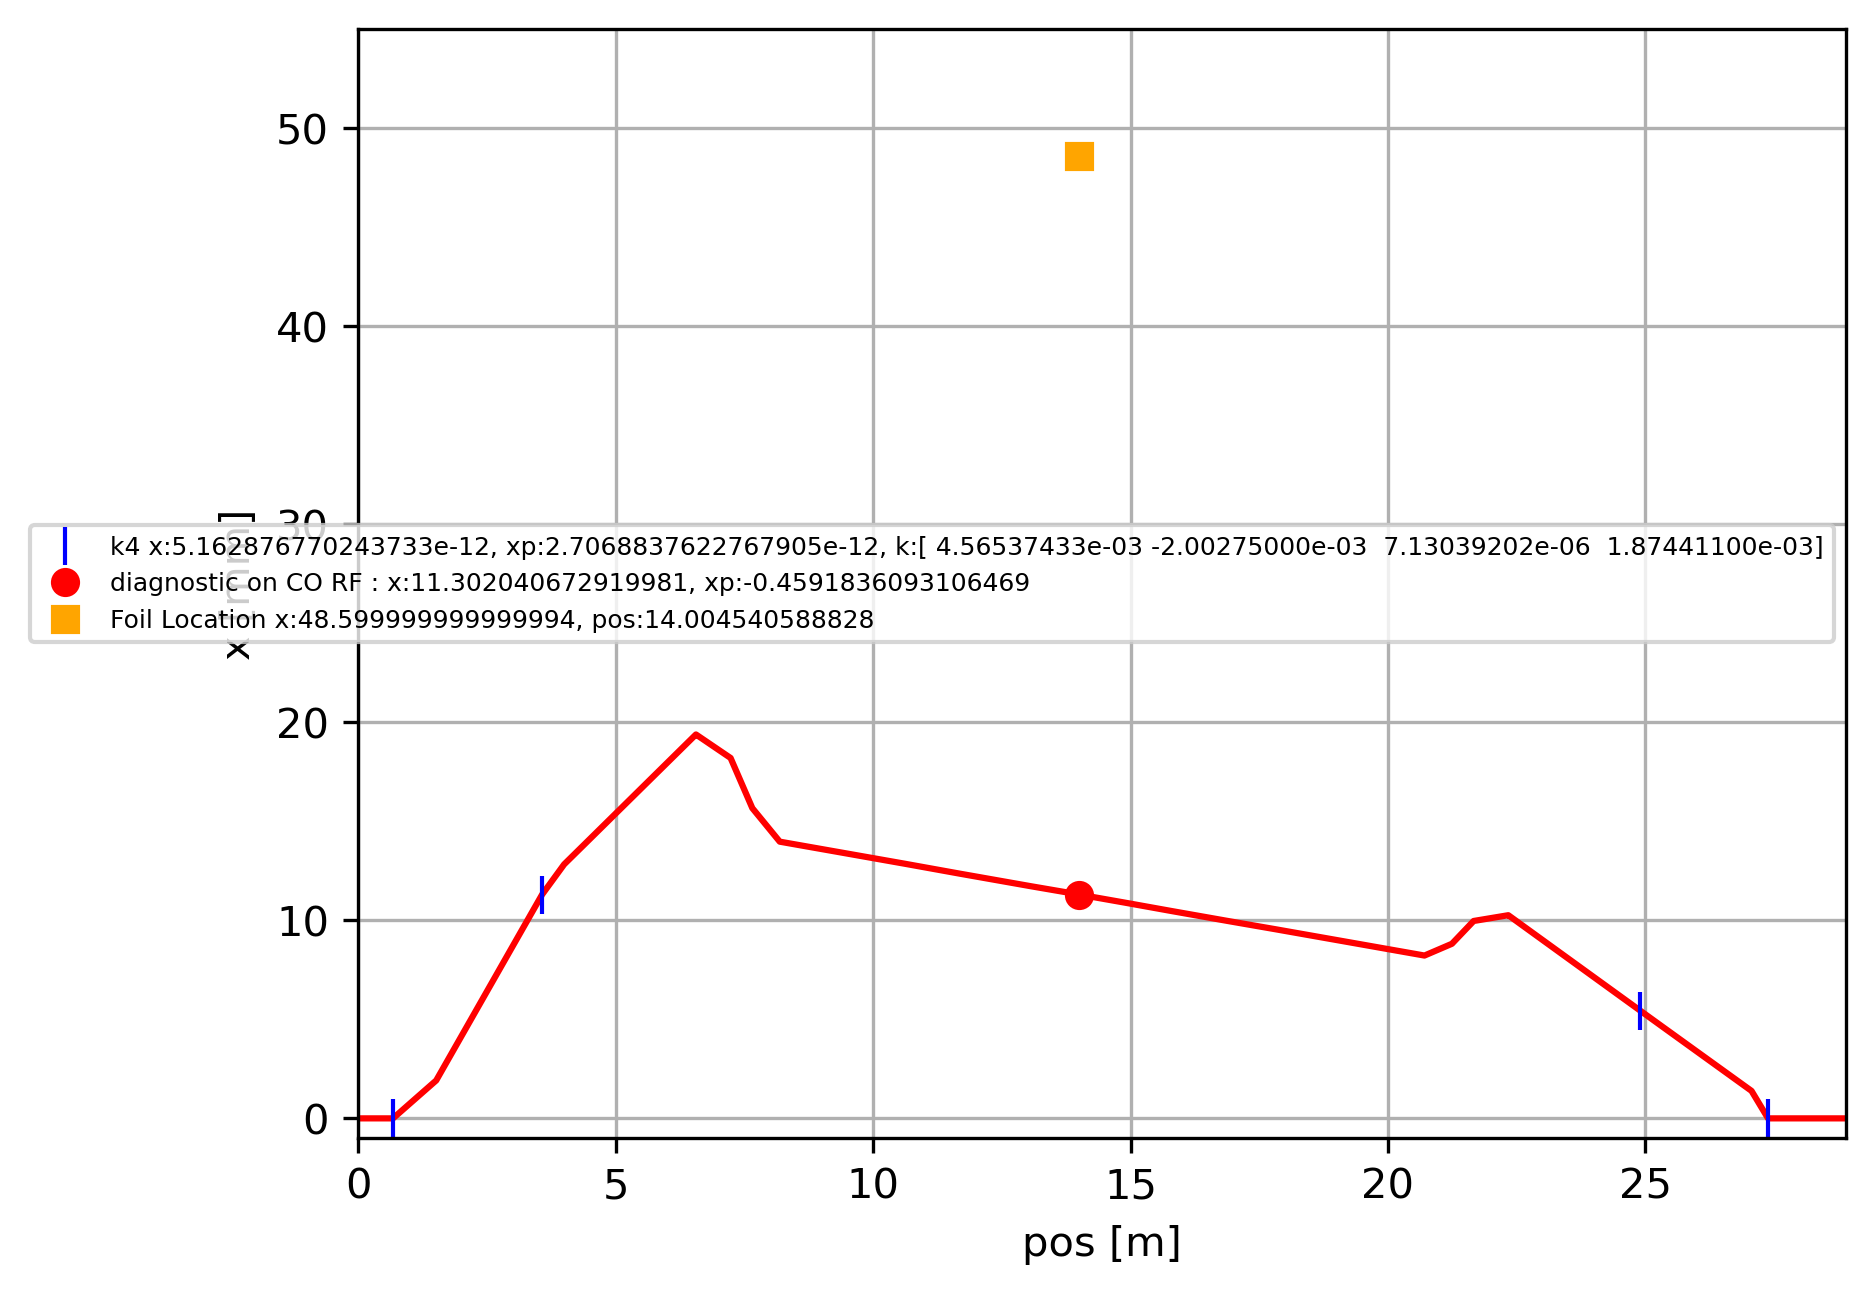 50
40
30
x [mm]
k4 x:5.162876770243733e-12, xp:2.7068837622767905e-12, k:[ 4.56537433e-03 -2.00275000e-03  7.13039202e-06  1.87441100e-03]
diagnostic on CO RF : x:11.302040672919981, xp:-0.4591836093106469
Foil Location x:48.599999999999994, pos:14.004540588828
20
10
0
0 5 10 15 20 25
pos [m]